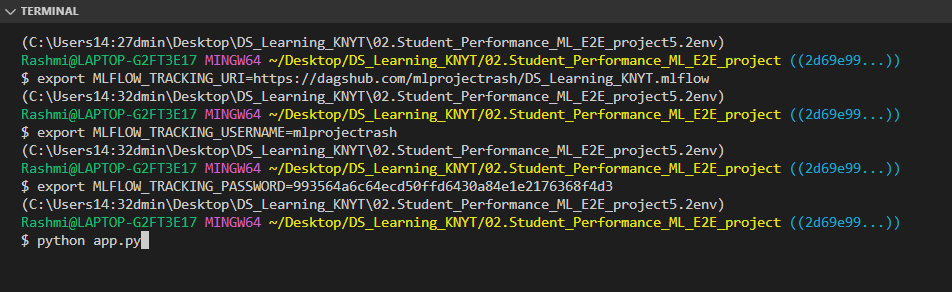 TERMINAL
(C:\Users14:27dmin\Desktop\DS_Learning_KNYT\02.Student_Performance_ML_E2E_project5.2env)
Rashmi@LAPTOP-G2FT3E17 MINGW64 ~/Desktop/DS_Learning_KNYT/02.Student_Performance_ML_E2E_project ((2d69e99...))
$ export MLFLOW_TRACKING_URI=https://dagshub.com/mlprojectrash/DS_Learning_KNYT.mlflow
(C:\Users14:32dmin\Desktop\DS_Learning_KNYT\02.Student_Performance_ML_E2E_project5.2env)
Rashmi@LAPTOP-G2FT3E17 MINGW64 ~/Desktop/DS_Learning_KNYT/02.Student_Performance_ML_E2E_project ((2d69e99...))
$ export MLFLOW_TRACKING_USERNAME=mlprojectrash
(C:\Users14:32dmin\Desktop\DS_Learning_KNYT\02.Student_Performance_ML_E2E_project5.2env)
Rashmi@LAPTOP-G2FT3E17 MINGW64 ~/Desktop/DS_Learning_KNYT/02.Student_Performance_ML_E2E_project ((2d69e99...))
$ export MLFLOW_TRACKING_PASSWORD=993564a6c64ecd50ffd6430a84e1e2176368f4d3
(C:\Users14:32dmin\Desktop\DS_Learning_KNYT\02.Student_Performance_ML_E2E_project5.2env)
Rashmi@LAPTOP-G2FT3E17 MINGW64 ~/Desktop/DS_Learning_KNYT/02.Student_Performance_ML_E2E_project ((2d69e99...))
$ python app.py